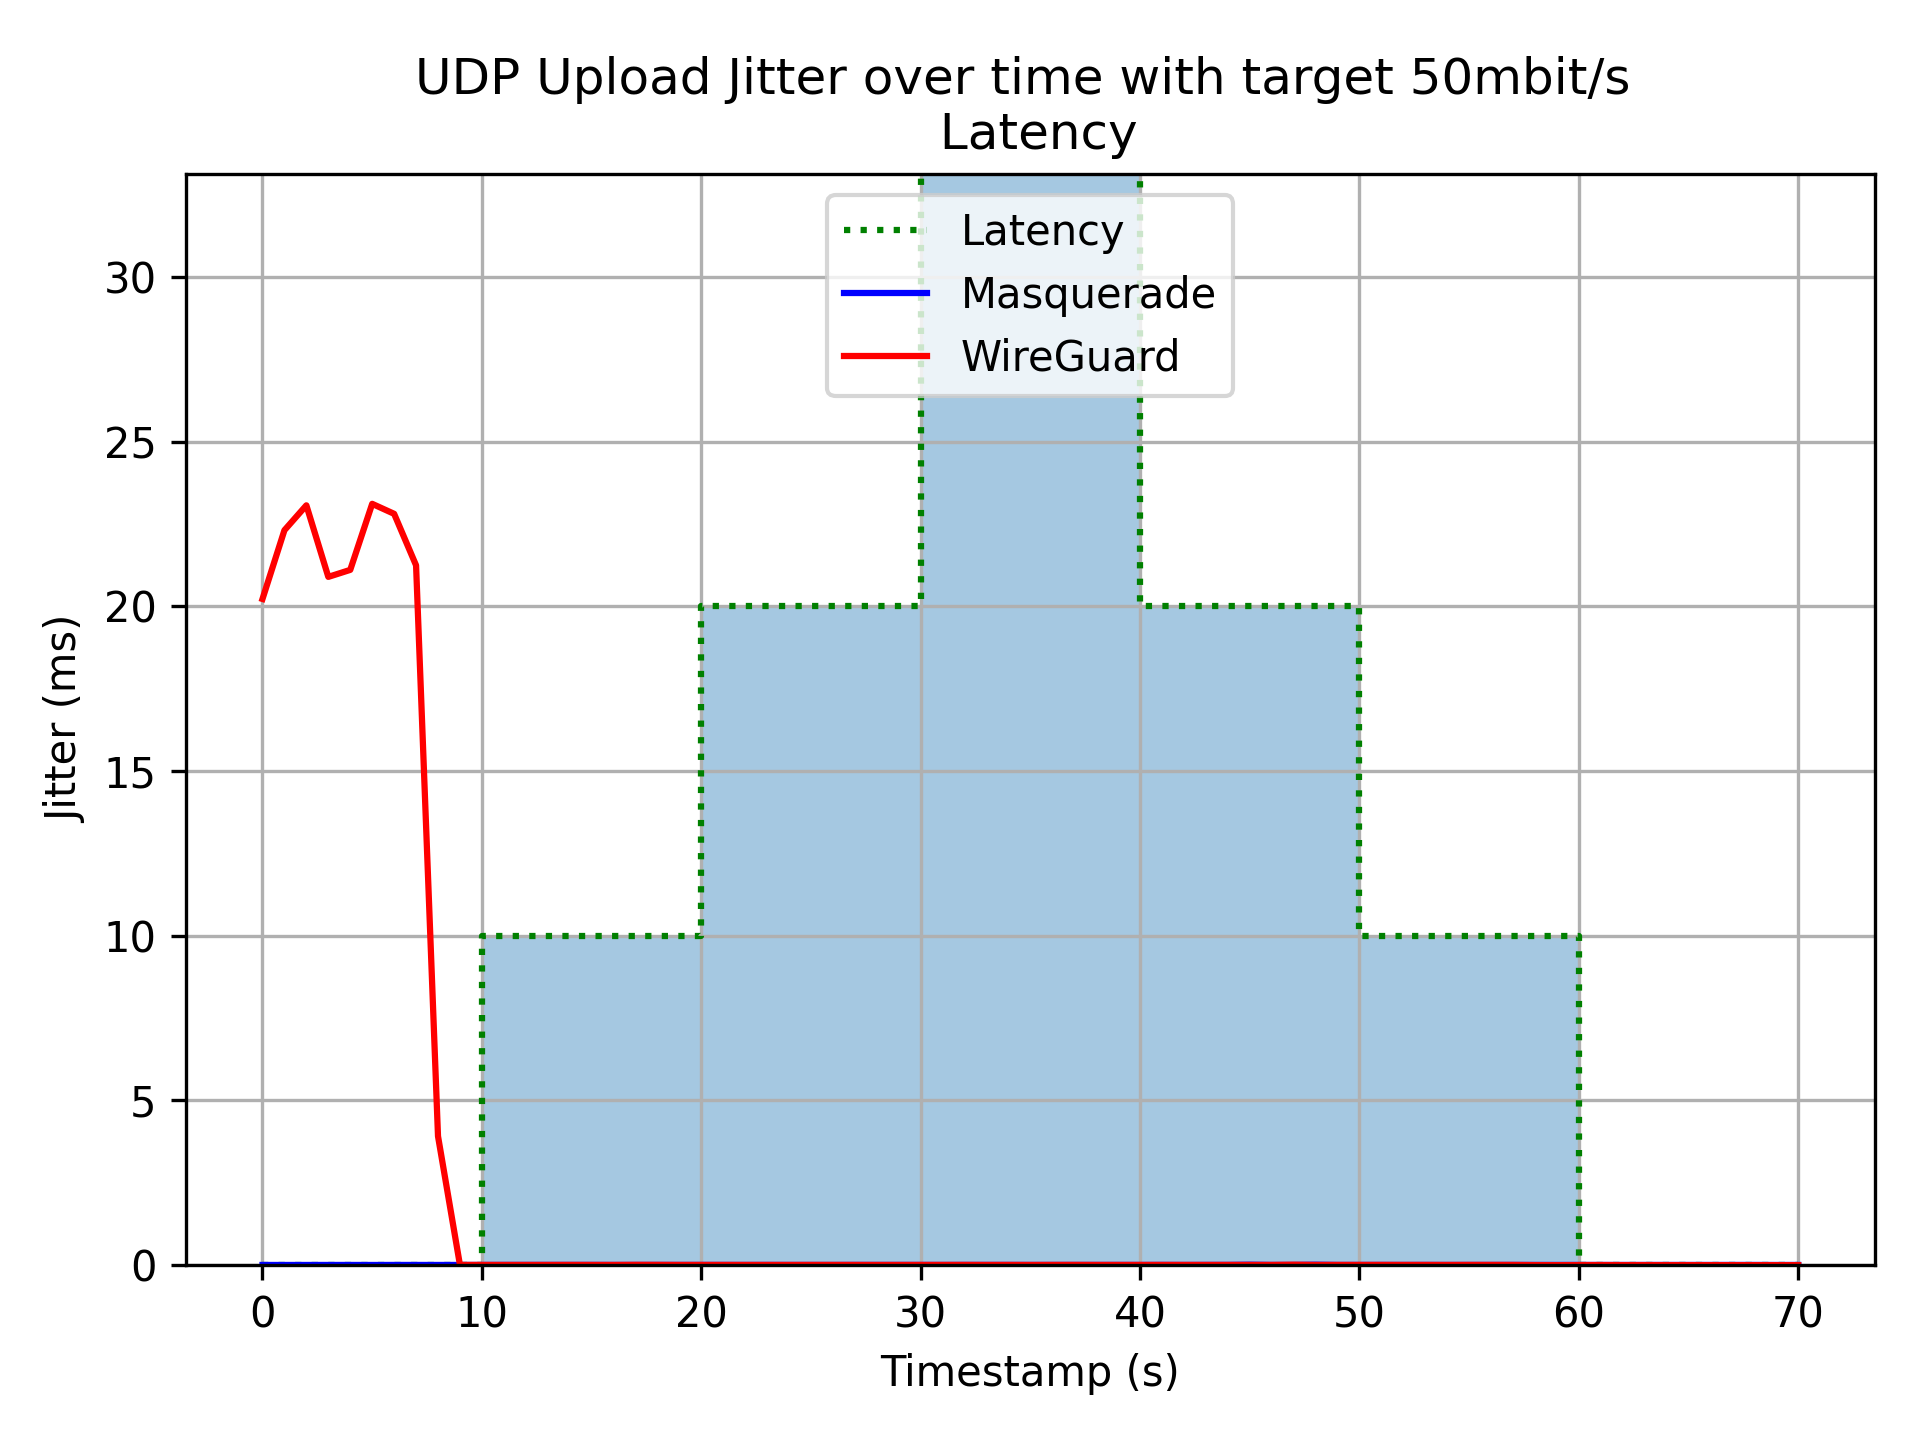 UDP Upload Jitter over time with target 50mbit/s
Latency
Latency
Masquerade
WireGuard
Jitter (ms)
30
25
20
15
10
5
0
0 10 20 30 40 50 60 70
Timestamp (s)